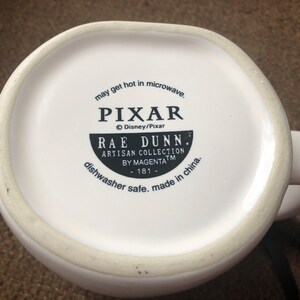 may get hot in microwave.
PIXAR
© Disney/Pixar
RAE DUNN.
ARTISAN COLLECTION
BY MAGENTA™
- 181 -
dishwasher safe. made in china.